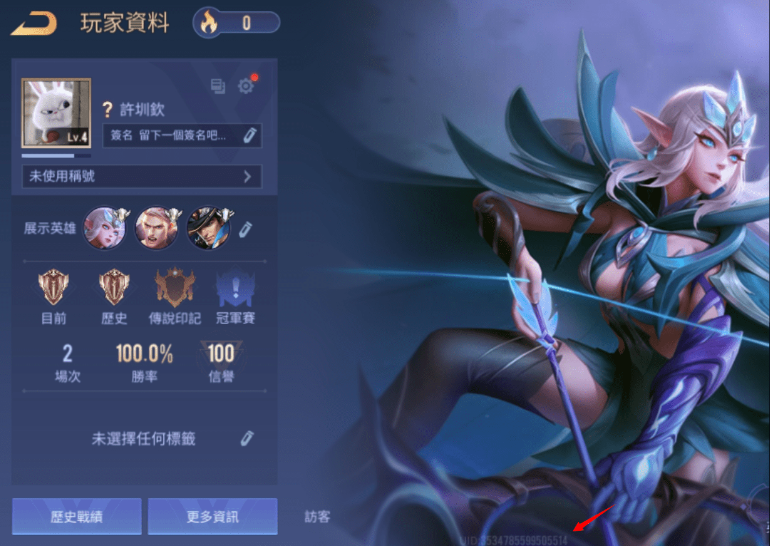 玩家資料
0
Lv.4
? 許圳欽
簽名 留下一個簽名吧...
未使用稱號
展示英雄
目前 歷史 傳說印記 冠軍賽
2 100.0% 100
場次 勝率 信譽
未選擇任何標籤
歷史戰績 更多資訊 訪客
UID:3534785599505514